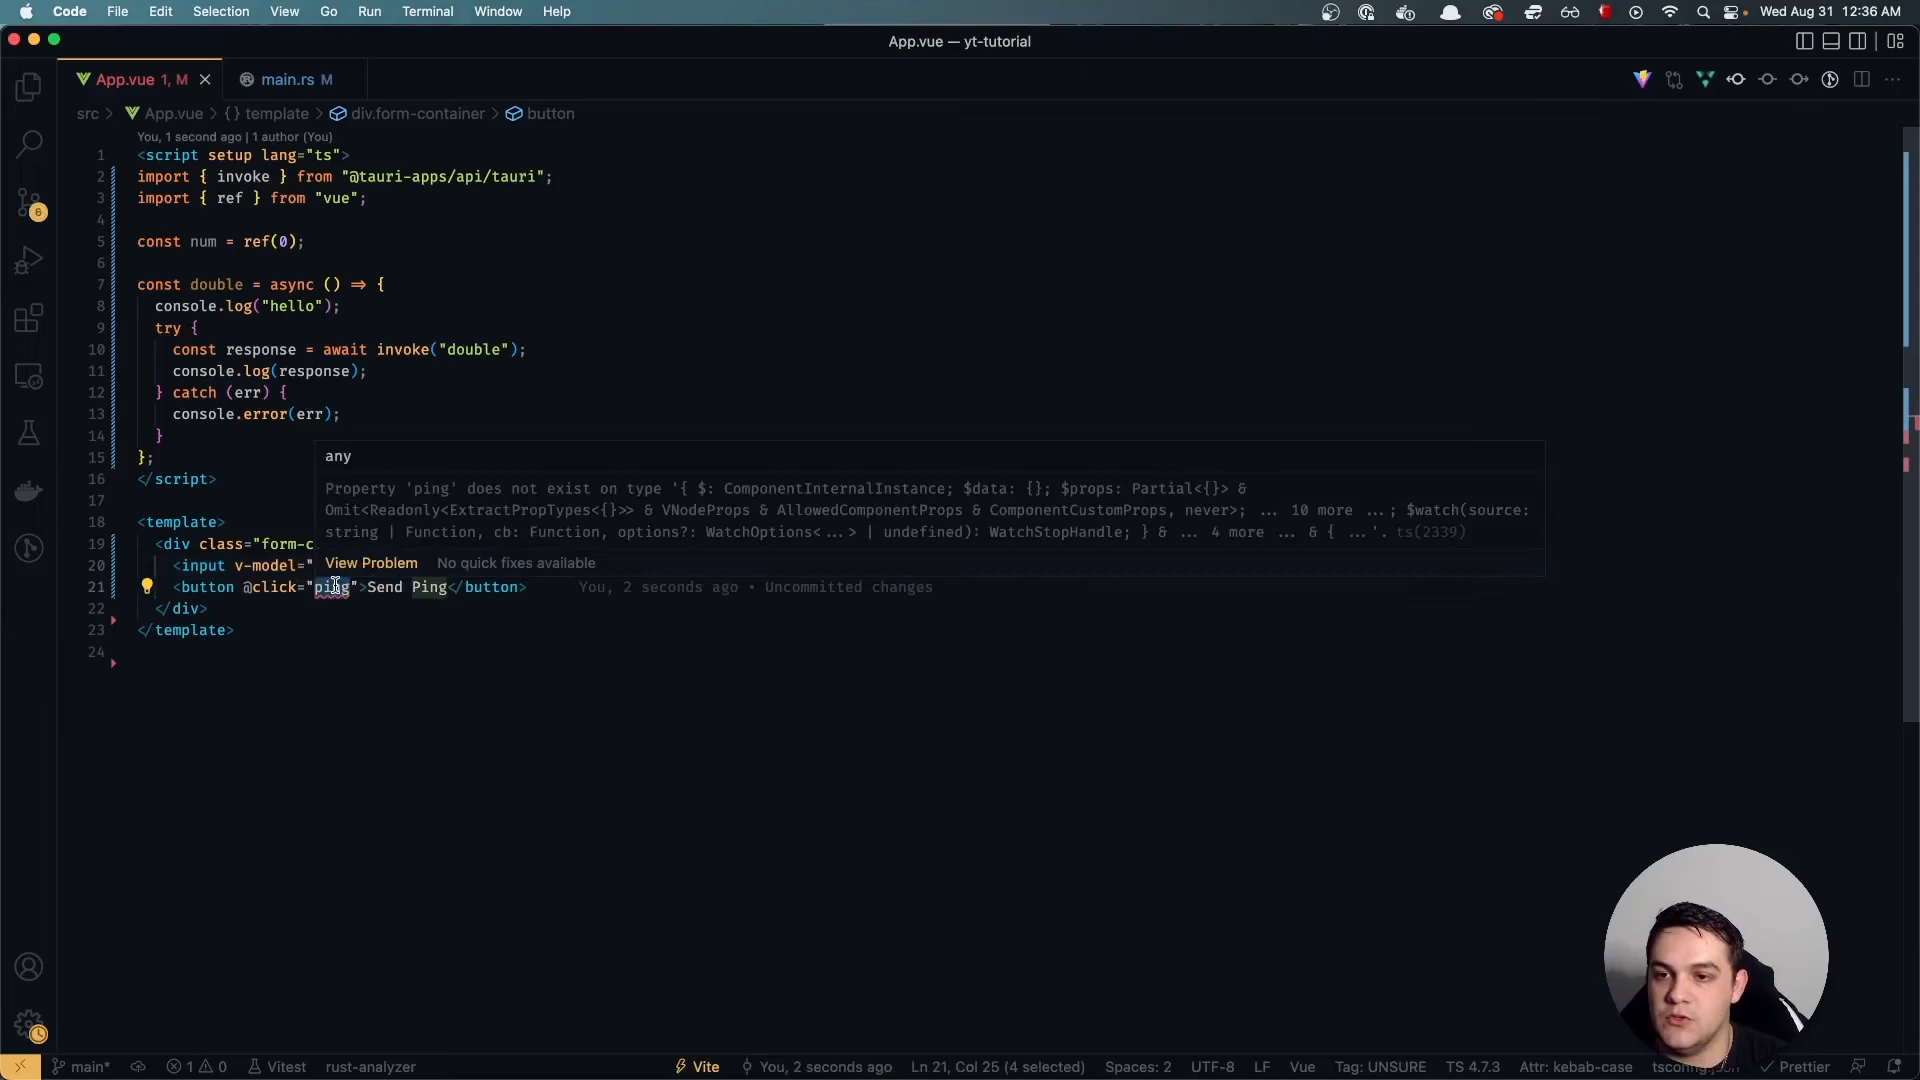 Code File Edit Selection View Go Run Terminal Window Help
Wed Aug 31 12:36 AM
App.vue — yt-tutorial
App.vue 1, M
main.rs M
src > App.vue > {} template > div.form-container > button
You, 1 second ago | 1 author (You)
1 <script setup lang="ts">
2 import { invoke } from "@tauri-apps/api/tauri";
3 import { ref } from "vue";
4
5 const num = ref(0);
6
7 const double = async () => {
8 console.log("hello");
9 try {
10 const response = await invoke("double");
11 console.log(response);
12 } catch (err) {
13 console.error(err);
14 }
15 };
16 </script>
17
18 <template>
19 <div class="form-c
20 <input v-model="
21 <button @click="ping">Send Ping</button> You, 2 seconds ago • Uncommitted changes
22 </div>
23 </template>
24
any
Property 'ping' does not exist on type '{ $: ComponentInternalInstance; $data: {}; $props: Partial<{}> &
Omit<Readonly<ExtractPropTypes<{}>> & VNodeProps & AllowedComponentProps & ComponentCustomProps, never>; ... 10 more ...; $watch(source:
string | Function, cb: Function, options?: WatchOptions<...> | undefined): WatchStopHandle; } & ... 4 more ... & { ...'. ts(2339)
View Problem No quick fixes available
6
main* 1 0 Vitest rust-analyzer
Vite You, 2 seconds ago Ln 21, Col 25 (4 selected) Spaces: 2 UTF-8 LF Vue Tag: UNSURE TS 4.7.3 Attr: kebab-case Prettier